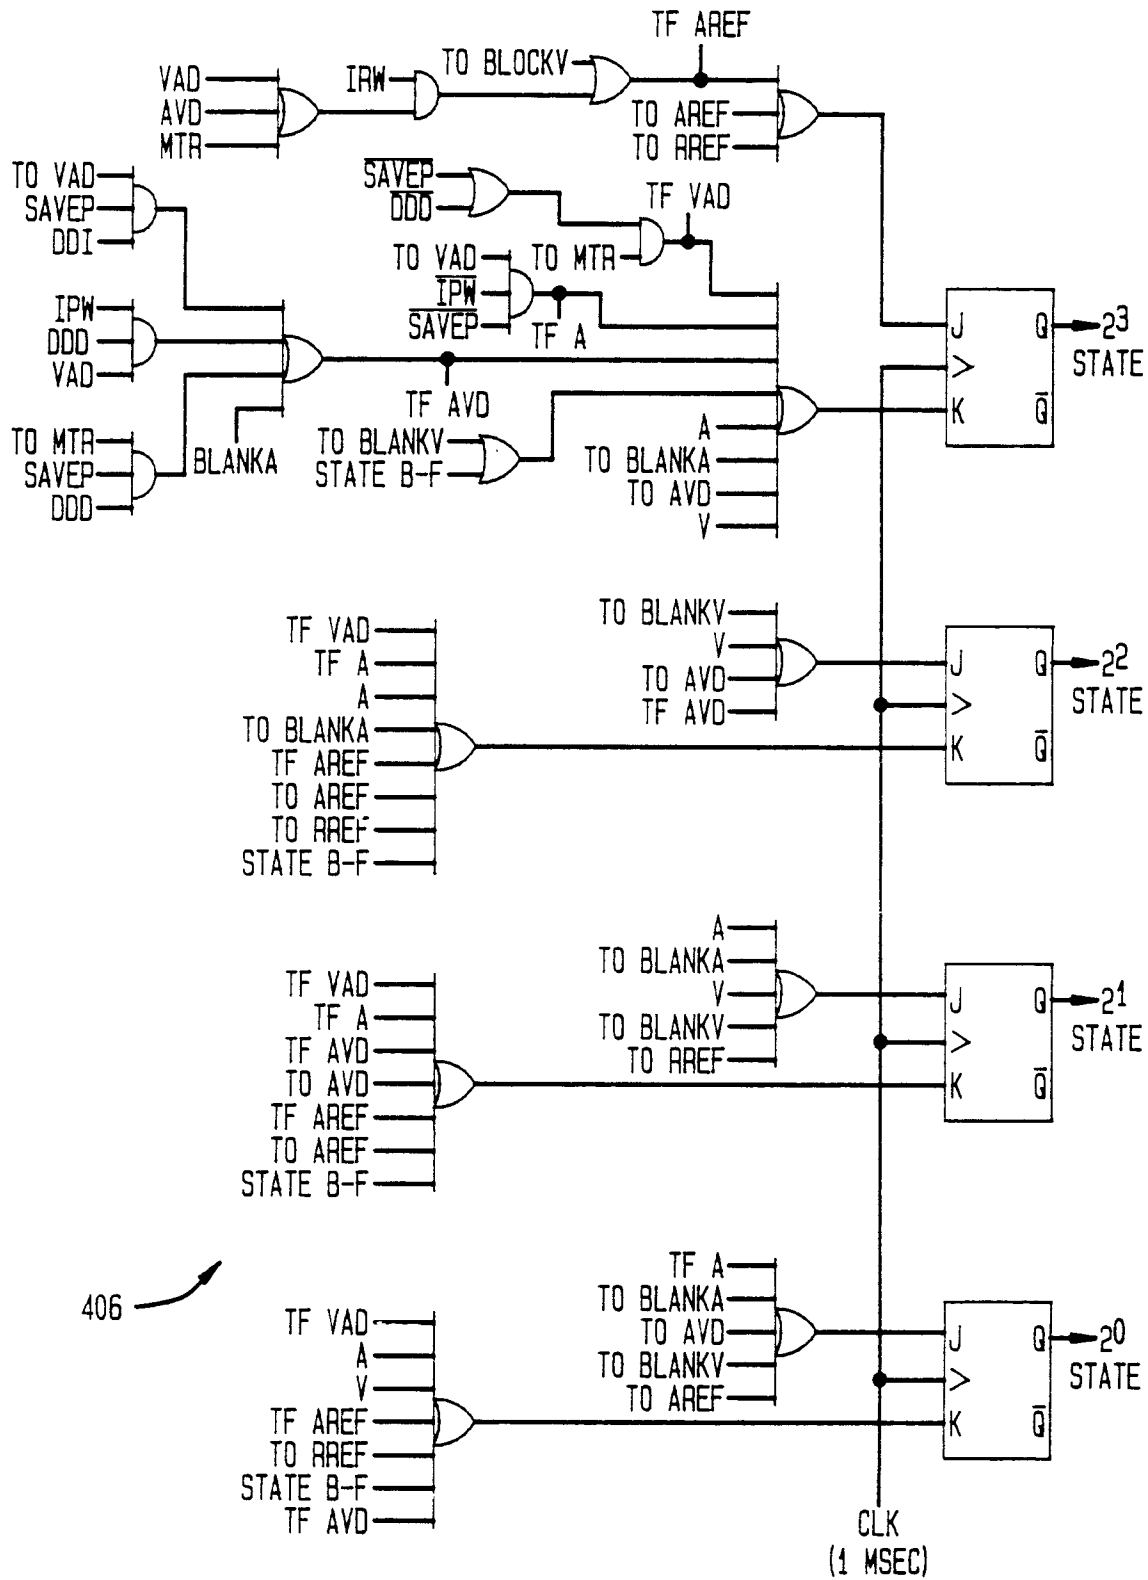 TF AREF
TO BLOCKV
IRW
VAD
AVD
MTR
TO AREF
TO RREF
TO VAD
SAVEP
DDI
SAVEP
DDD
TF VAD
TO VAD
IPW
SAVEP
TO MTR
TF A
IPW
DDD
VAD
TF AVD
TO MTR
SAVEP
DDD
BLANKA
TO BLANKV
STATE B-F
A
TO BLANKA
TO AVD
V
J
>
K
Q
Q̅
2³
STATE
TO BLANKV
V
TO AVD
TF AVD
TF VAD
TF A
A
TO BLANKA
TF AREF
TO AREF
TO RREF
STATE B-F
J
>
K
Q
Q̅
2²
STATE
A
TO BLANKA
V
TO BLANKV
TO RREF
TF VAD
TF A
TF AVD
TO AVD
TF AREF
TO AREF
STATE B-F
J
>
K
Q
Q̅
2¹
STATE
406
TF A
TO BLANKA
TO AVD
TO BLANKV
TO AREF
TF VAD
A
V
TF AREF
TO RREF
STATE B-F
TF AVD
J
>
K
Q
Q̅
2⁰
STATE
CLK
(1 MSEC)